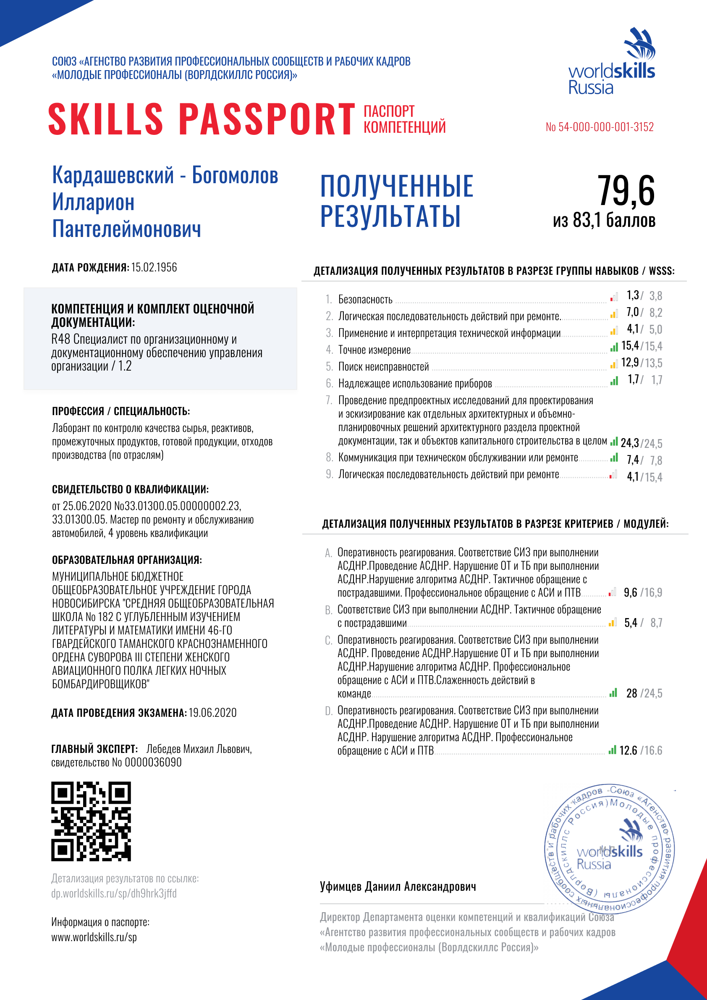 СОЮЗ «АГЕНСТВО РАЗВИТИЯ ПРОФЕССИОНАЛЬНЫХ СООБЩЕСТВ И РАБОЧИХ КАДРОВ
«МОЛОДЫЕ ПРОФЕССИОНАЛЫ (ВОРЛДСКИЛЛС РОССИЯ)»
worldskills
Russia
SKILLS PASSPORT
ПАСПОРТ
КОМПЕТЕНЦИЙ
№ 54-000-000-001-3152
Кардашевский - Богомолов
Илларион
Пантелеймонович
ПОЛУЧЕННЫЕ
РЕЗУЛЬТАТЫ
79,6
из 83,1 баллов
ДАТА РОЖДЕНИЯ: 15.02.1956
КОМПЕТЕНЦИЯ И КОМПЛЕКТ ОЦЕНОЧНОЙ
ДОКУМЕНТАЦИИ:
R48 Специалист по организационному и
документационному обеспечению управления
организации / 1.2
ПРОФЕССИЯ / СПЕЦИАЛЬНОСТЬ:
Лаборант по контролю качества сырья, реактивов,
промежуточных продуктов, готовой продукции, отходов
производства (по отраслям)
СВИДЕТЕЛЬСТВО О КВАЛИФИКАЦИИ:
от 25.06.2020 №33.01300.05.00000002.23,
33.01300.05. Мастер по ремонту и обслуживанию
автомобилей, 4 уровень квалификации
ОБРАЗОВАТЕЛЬНАЯ ОРГАНИЗАЦИЯ:
МУНИЦИПАЛЬНОЕ БЮДЖЕТНОЕ
ОБЩЕОБРАЗОВАТЕЛЬНОЕ УЧРЕЖДЕНИЕ ГОРОДА
НОВОСИБИРСКА "СРЕДНЯЯ ОБЩЕОБРАЗОВАТЕЛЬНАЯ
ШКОЛА № 182 С УГЛУБЛЕННЫМ ИЗУЧЕНИЕМ
ЛИТЕРАТУРЫ И МАТЕМАТИКИ ИМЕНИ 46-ГО
ГВАРДЕЙСКОГО ТАМАНСКОГО КРАСНОЗНАМЕННОГО
ОРДЕНА СУВОРОВА III СТЕПЕНИ ЖЕНСКОГО
АВИАЦИОННОГО ПОЛКА ЛЕГКИХ НОЧНЫХ
БОМБАРДИРОВЩИКОВ"
ДАТА ПРОВЕДЕНИЯ ЭКЗАМЕНА: 19.06.2020
ГЛАВНЫЙ ЭКСПЕРТ: Лебедев Михаил Львович,
свидетельство № 0000036090
Детализация результатов по ссылке:
dp.worldskills.ru/sp/dh9hrk3jffd
Информация о паспорте:
www.worldskills.ru/sp
ДЕТАЛИЗАЦИЯ ПОЛУЧЕННЫХ РЕЗУЛЬТАТОВ В РАЗРЕЗЕ ГРУППЫ НАВЫКОВ / WSSS:
1. Безопасность 1,3 / 3,8
2. Логическая последовательность действий при ремонте. 7,0 / 8,2
3. Применение и интерпретация технической информации 4,1 / 5,0
4. Точное измерение 15,4 / 15,4
5. Поиск неисправностей 12,9 / 13,5
6. Надлежащее использование приборов 1,7 / 1,7
7. Проведение предпроектных исследований для проектирования
и эскизирование как отдельных архитектурных и объемно-
планировочных решений архитектурного раздела проектной
документации, так и объектов капитального строительства в целом 24,3 / 24,5
8. Коммуникация при техническом обслуживании или ремонте 7,4 / 7,8
9. Логическая последовательность действий при ремонте 4,1 / 15,4
ДЕТАЛИЗАЦИЯ ПОЛУЧЕННЫХ РЕЗУЛЬТАТОВ В РАЗРЕЗЕ КРИТЕРИЕВ / МОДУЛЕЙ:
A. Оперативность реагирования. Соответствие СИЗ при выполнении
АСДНР.Проведение АСДНР. Нарушение ОТ и ТБ при выполнении
АСДНР.Нарушение алгоритма АСДНР. Тактичное обращение с
пострадавшими. Профессиональное обращение с АСИ и ПТВ 9,6 / 16,9
B. Соответствие СИЗ при выполнении АСДНР. Тактичное обращение
с пострадавшими 5,4 / 8,7
C. Оперативность реагирования. Соответствие СИЗ при выполнении
АСДНР. Проведение АСДНР.Нарушение ОТ и ТБ при выполнении
АСДНР.Нарушение алгоритма АСДНР. Профессиональное
обращение с АСИ и ПТВ.Слаженность действий в
команде 28 / 24,5
D. Оперативность реагирования. Соответствие СИЗ при выполнении
АСДНР.Проведение АСДНР. Нарушение ОТ и ТБ при выполнении
АСДНР. Нарушение алгоритма АСДНР. Профессиональное
обращение с АСИ и ПТВ 12.6 / 16.6
Союз «Агенство развития профессиональных сообществ и рабочих кадров
Молодые профессионалы (Ворлдскиллс Россия)
М.П.
worldskills
Russia
Уфимцев Даниил Александрович
Директор Департамента оценки компетенций и квалификаций Союза
«Агентство развития профессиональных сообществ и рабочих кадров
«Молодые профессионалы (Ворлдскиллс Россия)»